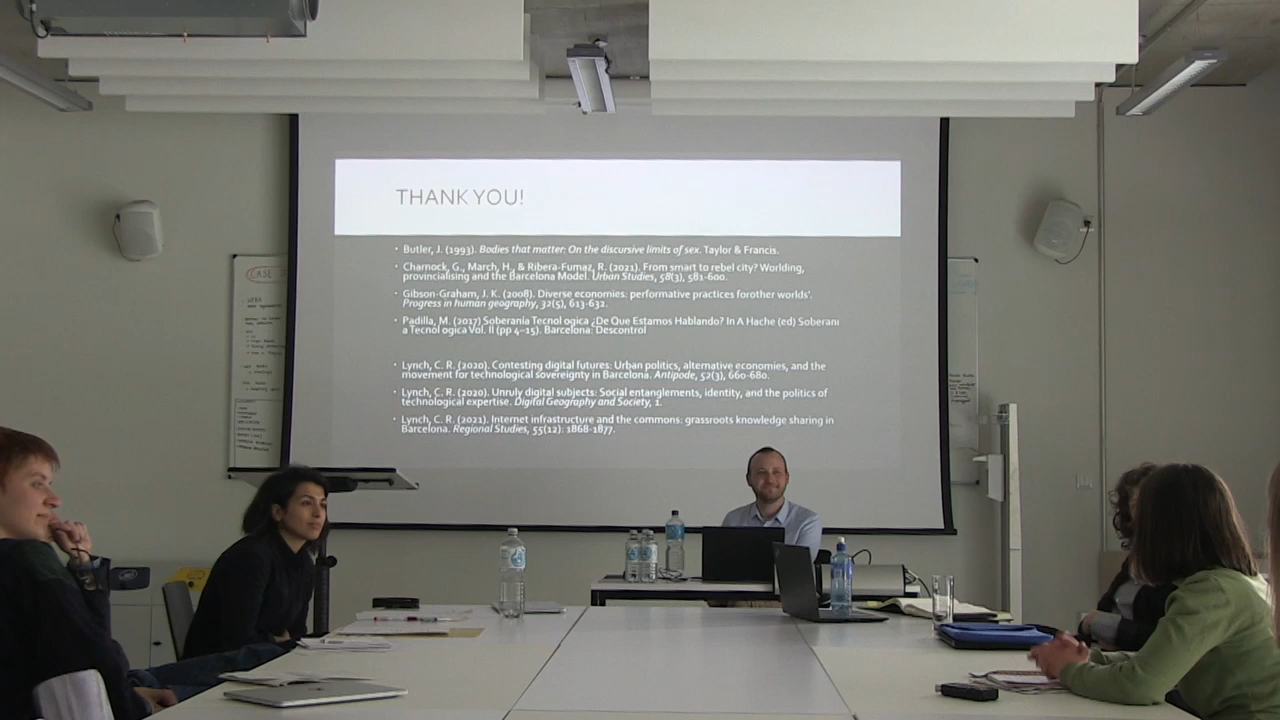 THANK YOU!
• Butler, J. (1993). Bodies that matter: On the discursive limits of sex. Taylor & Francis.
• Charnock, G., March, H., & Ribera-Fumaz, R. (2021). From smart to rebel city? Worlding,
provincialising and the Barcelona Model. Urban Studies, 58(3), 581-600.
• Gibson-Graham, J. K. (2008). Diverse economies: performative practices forother worlds'.
Progress in human geography, 32(5), 613-632.
• Padilla, M. (2017) Soberanía Tecnol ogica ¿De Que Estamos Hablando? In A Hache (ed) Soberani
a Tecnol ogica Vol. II (pp 4–15). Barcelona: Descontrol
• Lynch, C. R. (2020). Contesting digital futures: Urban politics, alternative economies, and the
movement for technological sovereignty in Barcelona. Antipode, 52(3), 660-680.
• Lynch, C. R. (2020). Unruly digital subjects: Social entanglements, identity, and the politics of
technological expertise. Digital Geography and Society, 1.
• Lynch, C. R. (2021). Internet infrastructure and the commons: grassroots knowledge sharing in
Barcelona. Regional Studies, 55(12): 1868-1877.
CASE